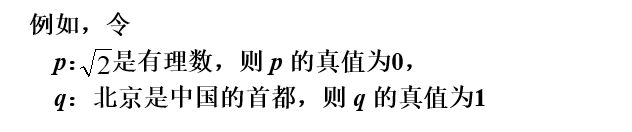 例如，令
p：√2是有理数，则 p 的真值为0，
q：北京是中国的首都，则 q 的真值为1